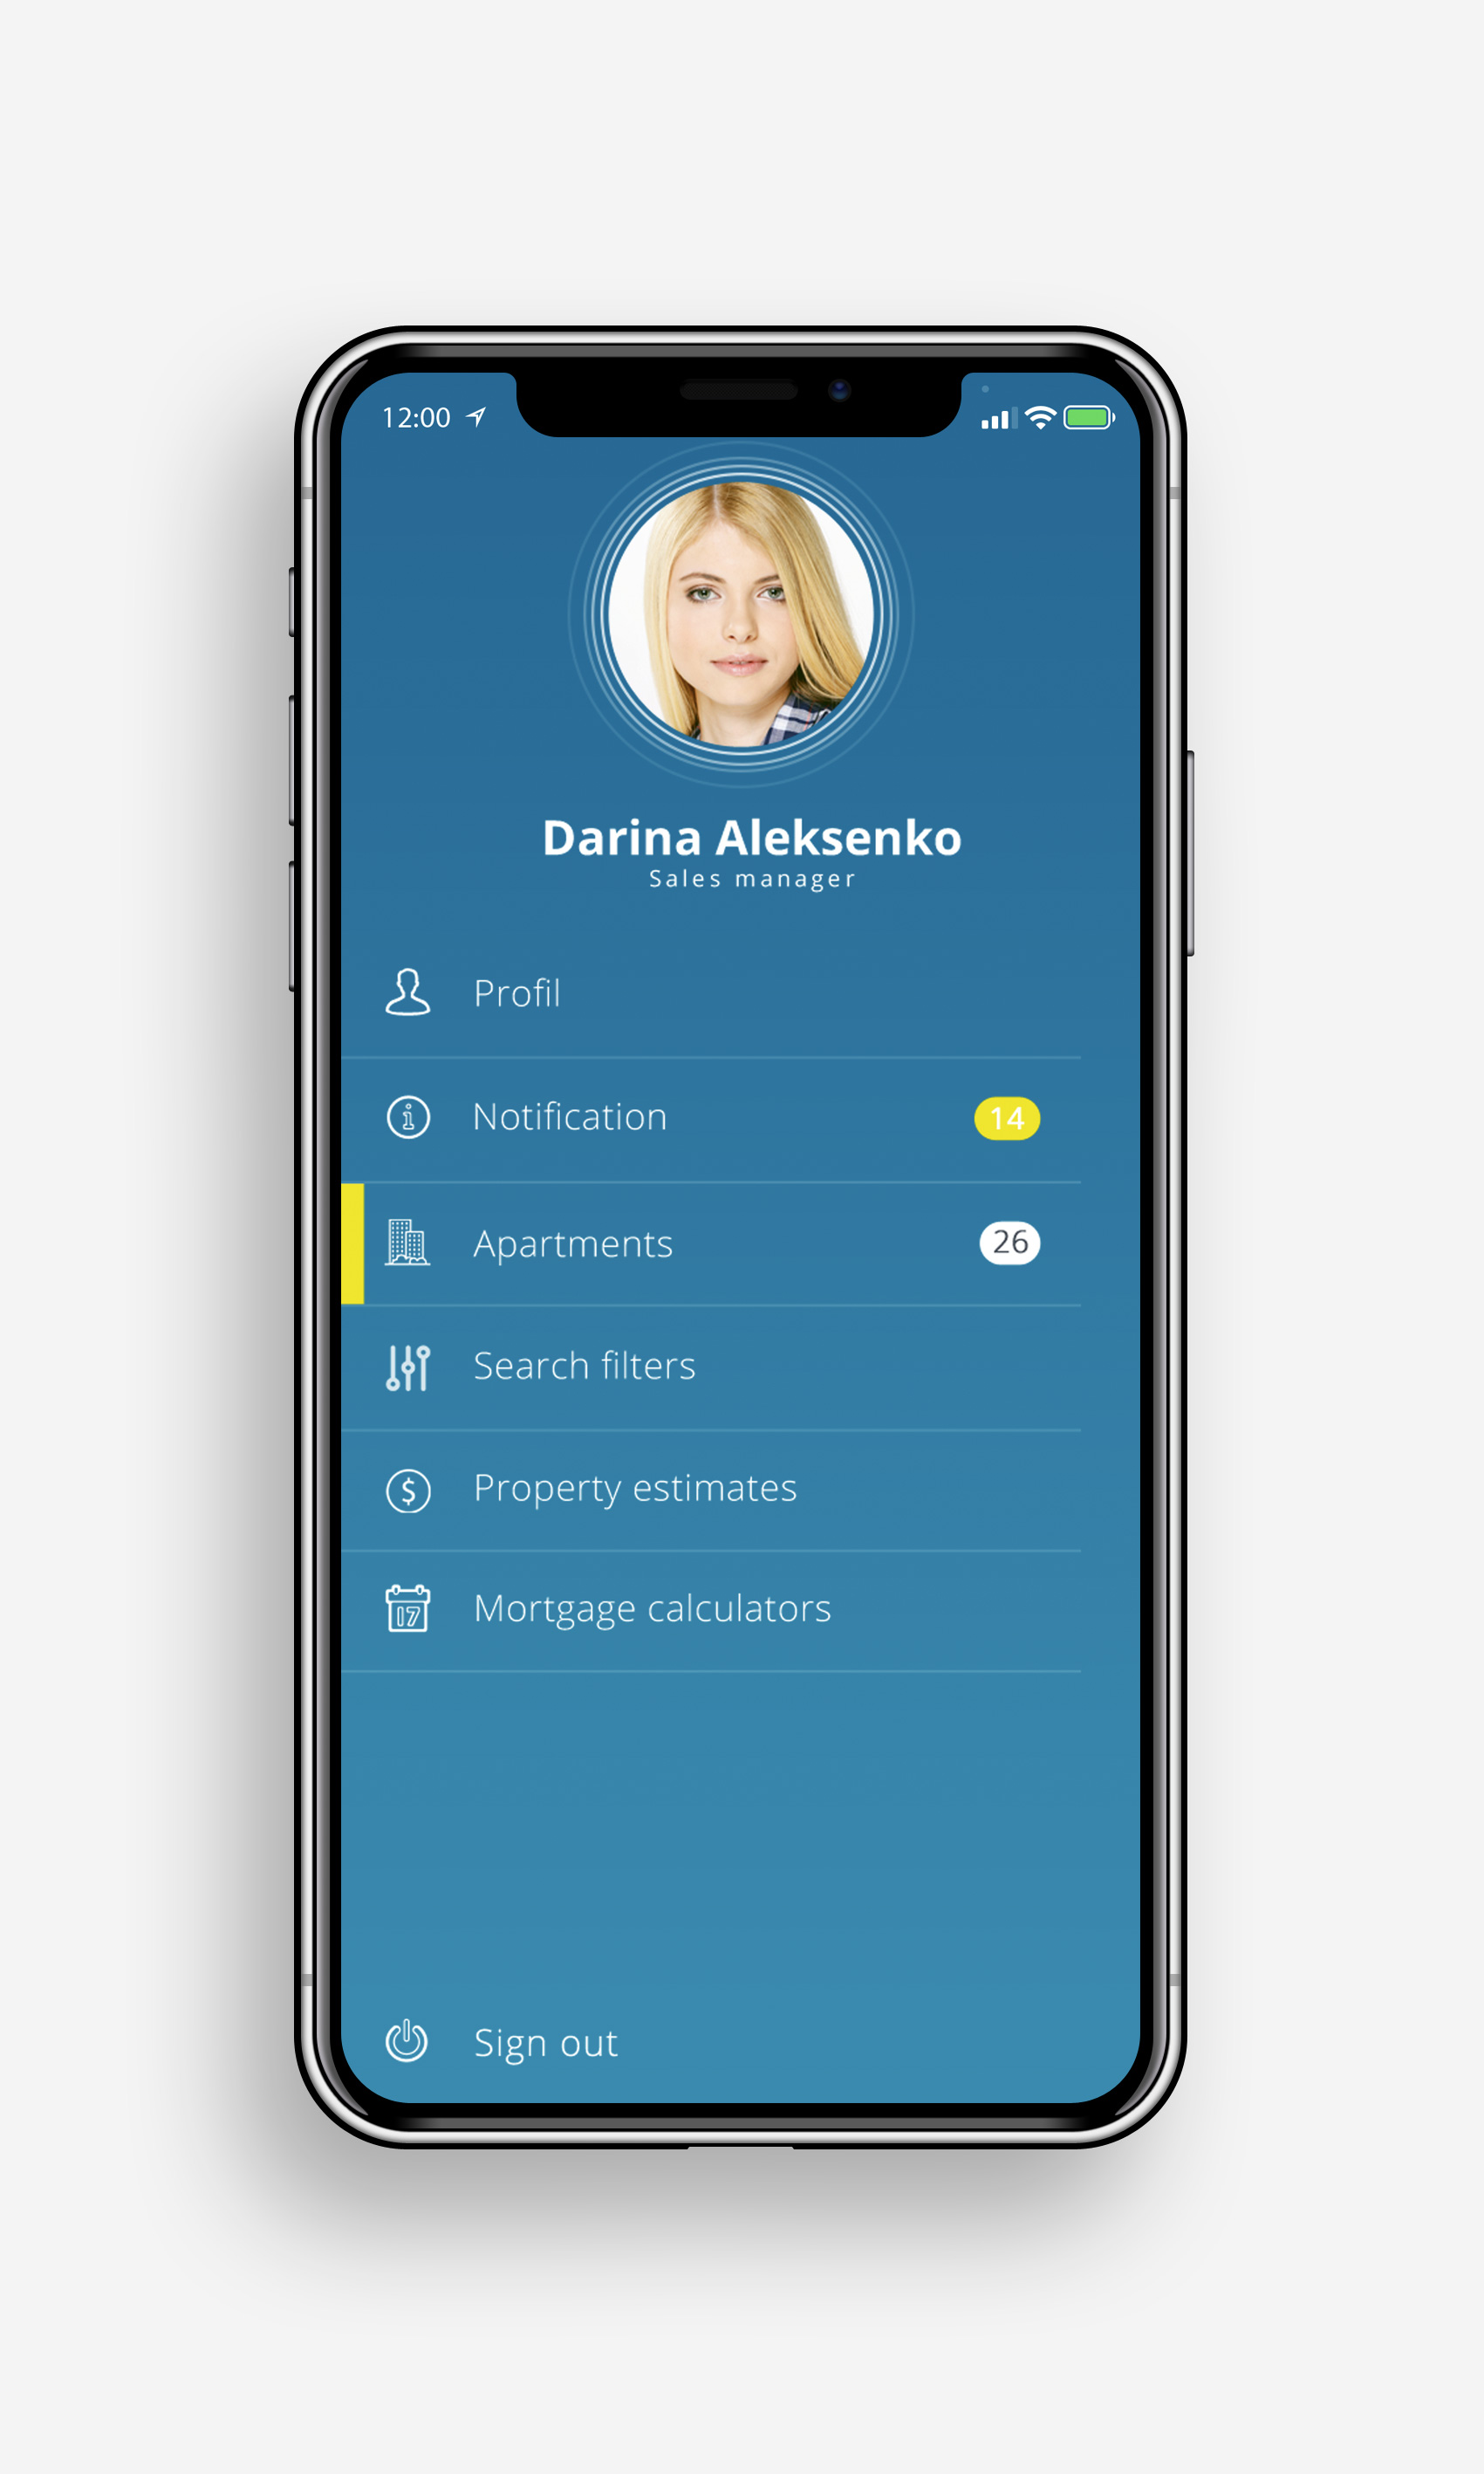 12:00
Darina Aleksenko
Sales manager
Profil
Notification 14
Apartments 26
Search filters
Property estimates
17 Mortgage calculators
Sign out